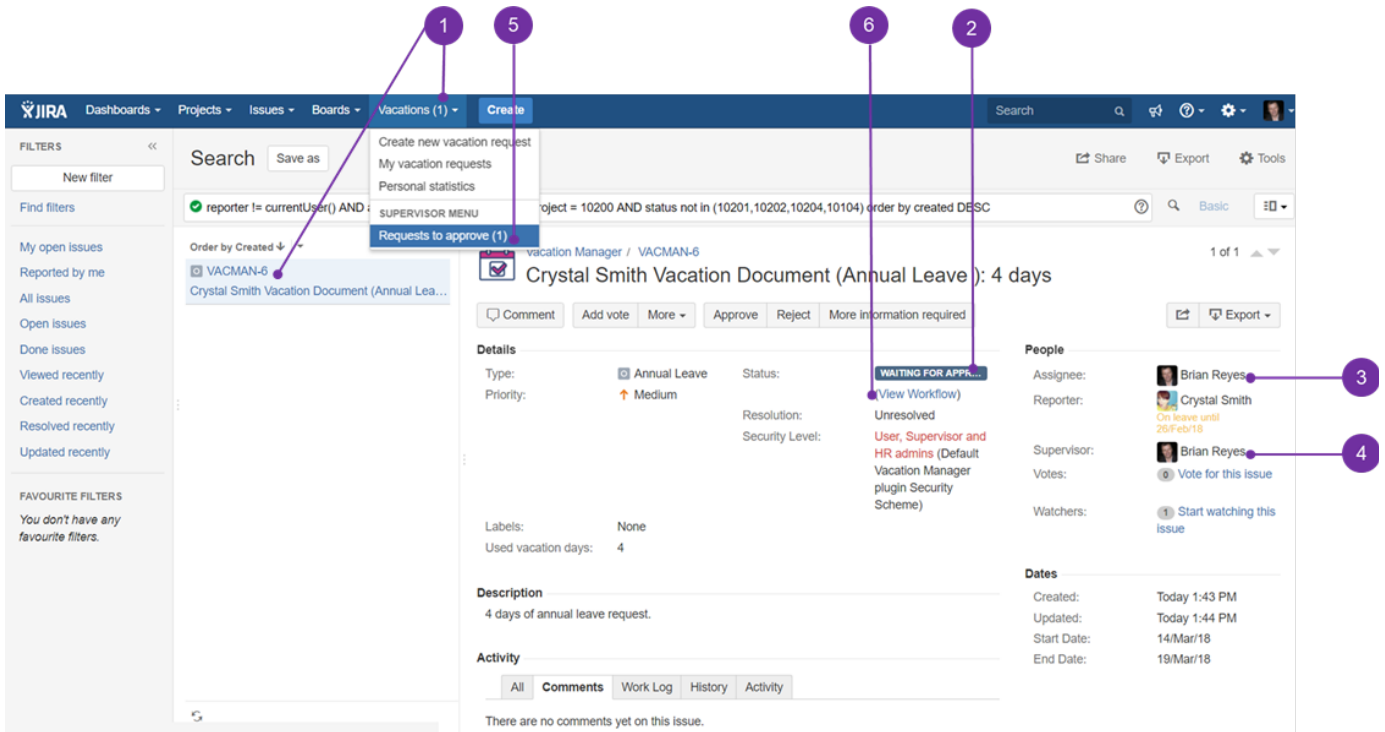 1
5
6
2
JIRA Dashboards Projects Issues Boards Vacations (1) Create Search
FILTERS
New filter
Find filters
My open issues
Reported by me
All issues
Open issues
Done issues
Viewed recently
Created recently
Resolved recently
Updated recently
FAVOURITE FILTERS
You don't have any
favourite filters.
Search Save as
Create new vacation request
My vacation requests
Personal statistics
SUPERVISOR MENU
Requests to approve (1)
Share Export Tools
reporter != currentUser() AND a roject = 10200 AND status not in (10201,10202,10204,10104) order by created DESC Basic
Order by Created
VACMAN-6
Crystal Smith Vacation Document (Annual Lea...
Vacation Manager / VACMAN-6
1 of 1
Crystal Smith Vacation Document (Annual Leave ): 4 days
Comment Add vote More Approve Reject More information required Export
Details
Type: Annual Leave
Priority: Medium
Status: WAITING FOR APPR...
(View Workflow)
Resolution: Unresolved
Security Level: User, Supervisor and
HR admins (Default
Vacation Manager
plugin Security
Scheme)
Labels: None
Used vacation days: 4
Description
4 days of annual leave request.
Activity
All Comments Work Log History Activity
There are no comments yet on this issue.
People
Assignee: Brian Reyes
3
Reporter: Crystal Smith
On leave until
26/Feb/18
Supervisor: Brian Reyes
4
Votes: 0 Vote for this issue
Watchers: 1 Start watching this
issue
Dates
Created: Today 1:43 PM
Updated: Today 1:44 PM
Start Date: 14/Mar/18
End Date: 19/Mar/18